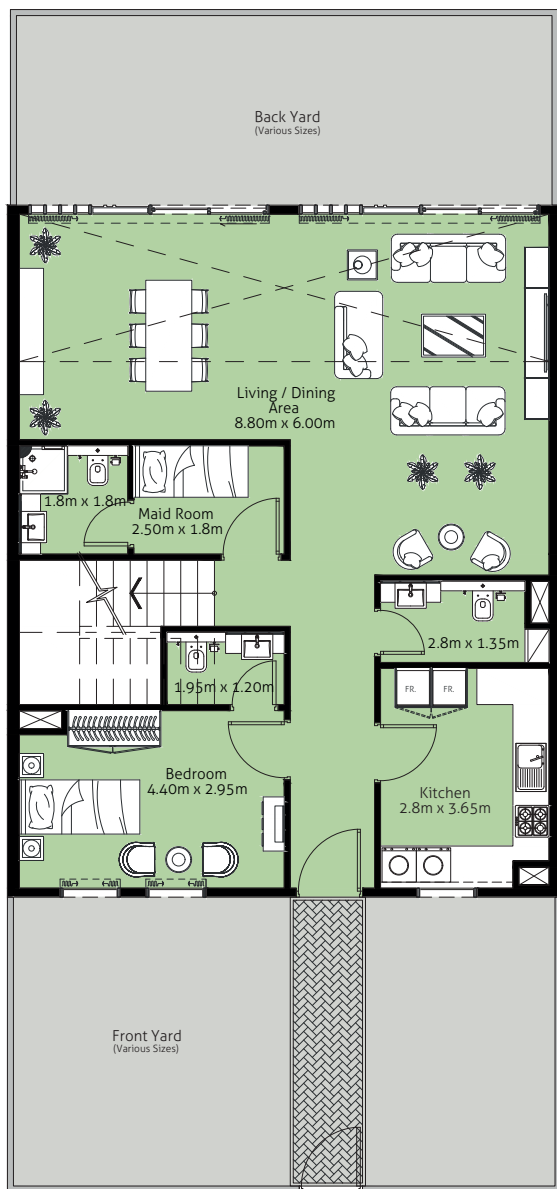 Back Yard
(Various Sizes)
Living / Dining
Area
8.80m x 6.00m
1.8m x 1.8m
Maid Room
2.50m x 1.8m
2.8m x 1.35m
1.95m x 1.20m
FR.
FR.
Bedroom
4.40m x 2.95m
Kitchen
2.8m x 3.65m
Front Yard
(Various Sizes)